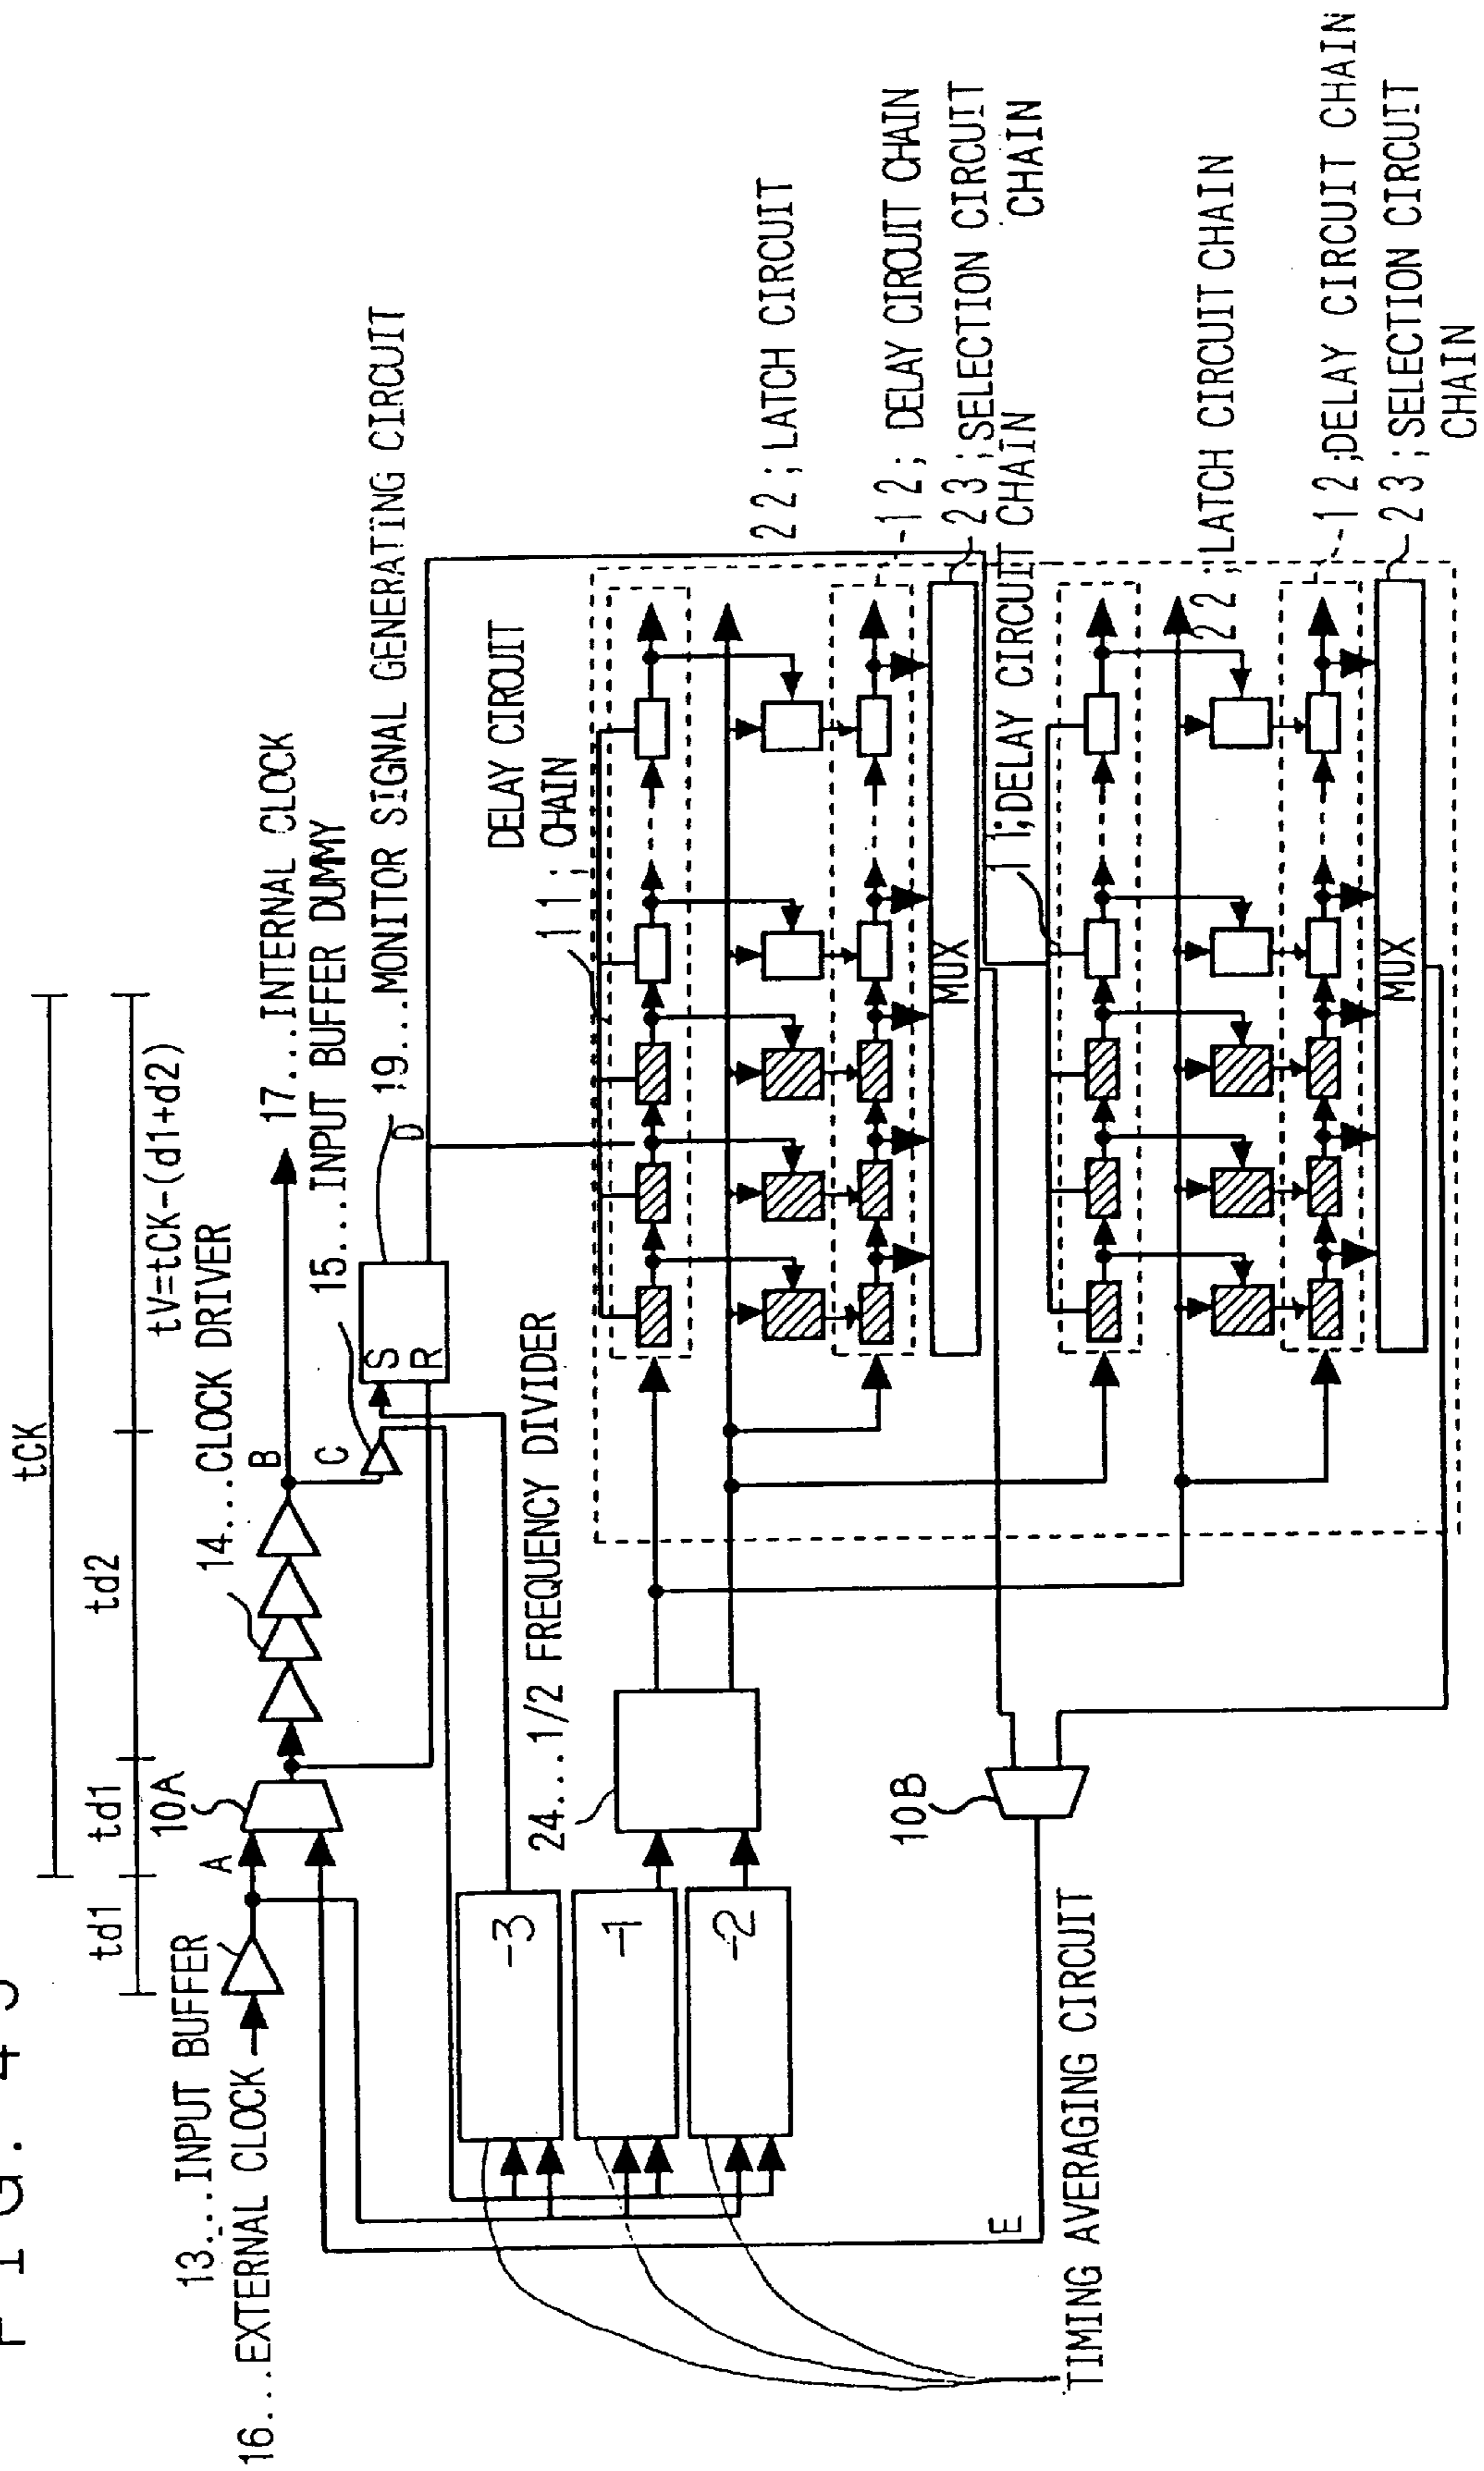 tCK
td1
td1
td2
tV=tCK-(d1+d2)
13...INPUT BUFFER
16...EXTERNAL CLOCK
A
10A
14...CLOCK DRIVER
B
C
17...INTERNAL CLOCK
15...INPUT BUFFER DUMMY
S
R
D
19...MONITOR SIGNAL GENERATING CIRCUIT
-3
-1
-2
24...1/2 FREQUENCY DIVIDER
DELAY CIRCUIT
11; CHAIN
22; LATCH CIRCUIT
12; DELAY CIRCUIT CHAIN
MUX
23; SELECTION CIRCUIT
CHAIN
11;DELAY CIRCUIT CHAIN
22;LATCH CIRCUIT CHAIN
12;DELAY CIRCUIT CHAIN
MUX
23; SELECTION CIRCUIT
CHAIN
10B
E
TIMING AVERAGING CIRCUIT